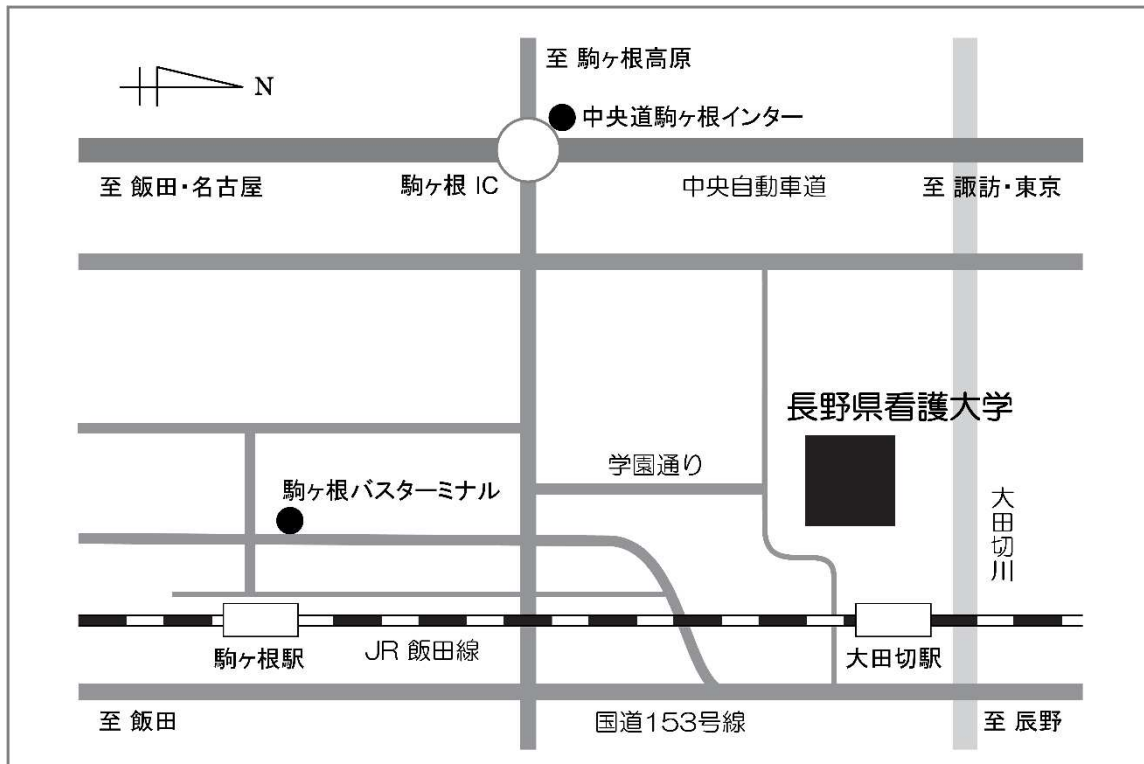 至 駒ヶ根高原
N
中央道駒ヶ根インター
至 飯田・名古屋
駒ヶ根 IC
中央自動車道
至 諏訪・東京
長野県看護大学
学園通り
駒ヶ根バスターミナル
大田切川
駒ヶ根駅
JR 飯田線
大田切駅
至 飯田
国道153号線
至 辰野